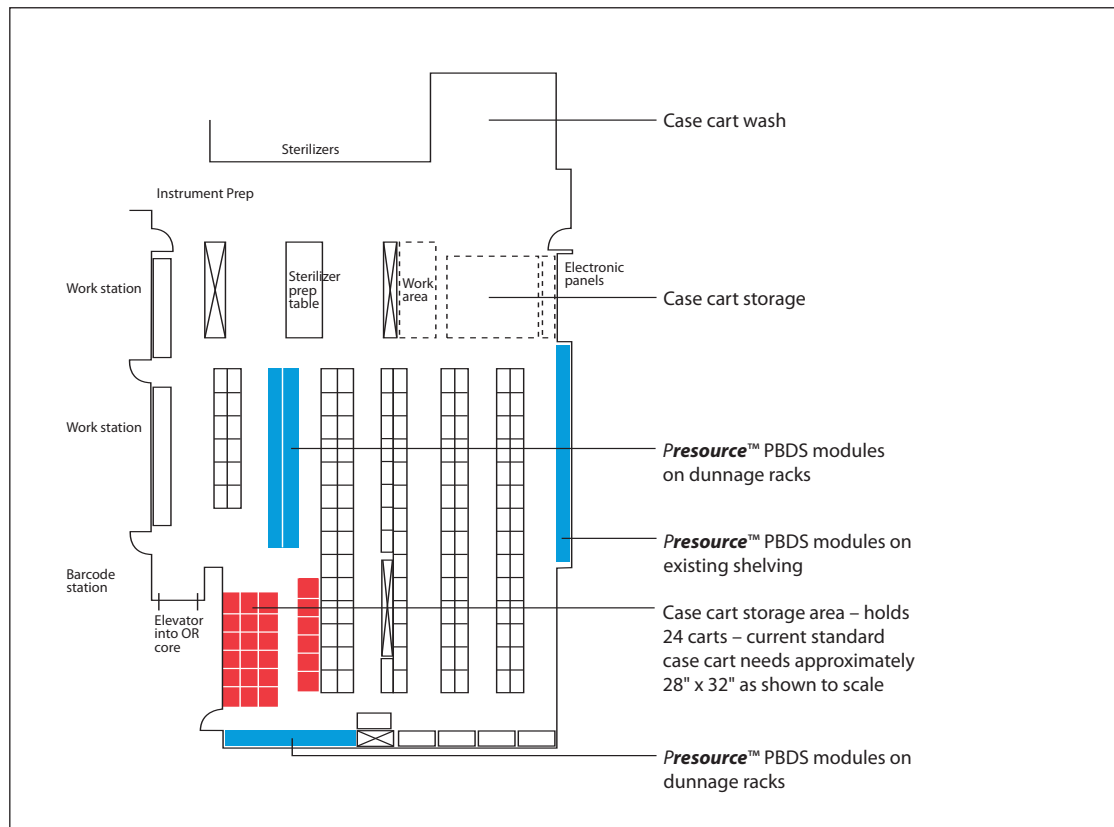 Case cart wash
Sterilizers
Instrument Prep
Work station
Sterilizer
prep
table
Work
area
Electronic
panels
Case cart storage
Work station
Presource™ PBDS modules
on dunnage racks
Presource™ PBDS modules on
existing shelving
Barcode
station
Elevator
into OR
core
Case cart storage area – holds
24 carts – current standard
case cart needs approximately
28" x 32" as shown to scale
Presource™ PBDS modules on
dunnage racks